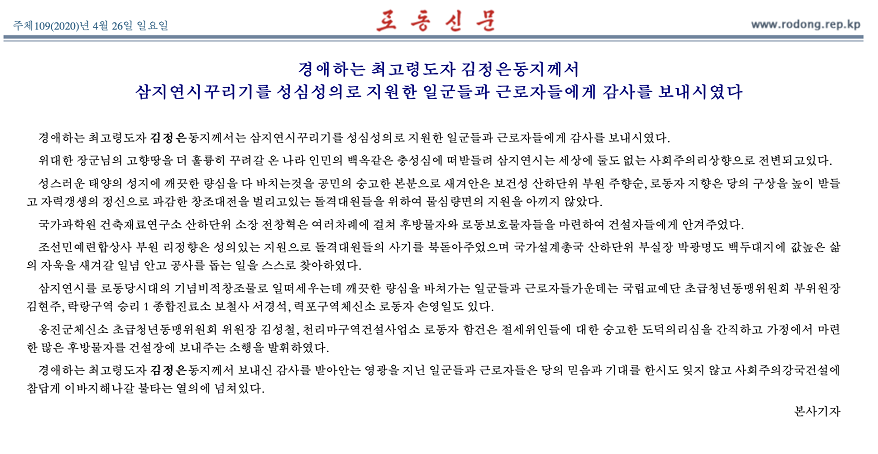 주체109(2020)년 4월 26일 일요일
로동신문
www.rodong.rep.kp
경애하는 최고령도자 김정은동지께서
삼지연시꾸리기를 성심성의로 지원한 일군들과 근로자들에게 감사를 보내시였다
경애하는 최고령도자 김정은동지께서는 삼지연시꾸리기를 성심성의로 지원한 일군들과 근로자들에게 감사를 보내시였다.
위대한 장군님의 고향땅을 더 훌륭히 꾸려갈 온 나라 인민의 백옥같은 충성심에 떠받들려 삼지연시는 세상에 둘도 없는 사회주의리상향으로 전변되고있다.
성스러운 태양의 성지에 깨끗한 량심을 다 바치는것을 공민의 숭고한 본분으로 새겨안은 보건성 산하단위 부원 주향순, 로동자 지향은 당의 구상을 높이 받들
고 자력갱생의 정신으로 과감한 창조대전을 벌리고있는 돌격대원들을 위하여 물심량면의 지원을 아끼지 않았다.
국가과학원 건축재료연구소 산하단위 소장 전창혁은 여러차례에 걸쳐 후방물자와 로동보호물자들을 마련하여 건설자들에게 안겨주었다.
조선민예련합상사 부원 리정향은 성의있는 지원으로 돌격대원들의 사기를 북돋아주었으며 국가설계총국 산하단위 부실장 박광명도 백두대지에 값높은 삶
의 자욱을 새겨갈 일념 안고 공사를 돕는 일을 스스로 찾아하였다.
삼지연시를 로동당시대의 기념비적창조물로 일떠세우는데 깨끗한 량심을 바쳐가는 일군들과 근로자들가운데는 국립교예단 초급청년동맹위원회 부위원장
김현주, 락랑구역 승리 1 종합진료소 보철사 서경석, 력포구역체신소 로동자 손영일도 있다.
옹진군체신소 초급청년동맹위원회 위원장 김성철, 천리마구역건설사업소 로동자 함건은 절세위인들에 대한 숭고한 도덕의리심을 간직하고 가정에서 마련
한 많은 후방물자를 건설장에 보내주는 소행을 발휘하였다.
경애하는 최고령도자 김정은동지께서 보내신 감사를 받아안는 영광을 지닌 일군들과 근로자들은 당의 믿음과 기대를 한시도 잊지 않고 사회주의강국건설에
참답게 이바지해나갈 불타는 열의에 넘쳐있다.
본사기자